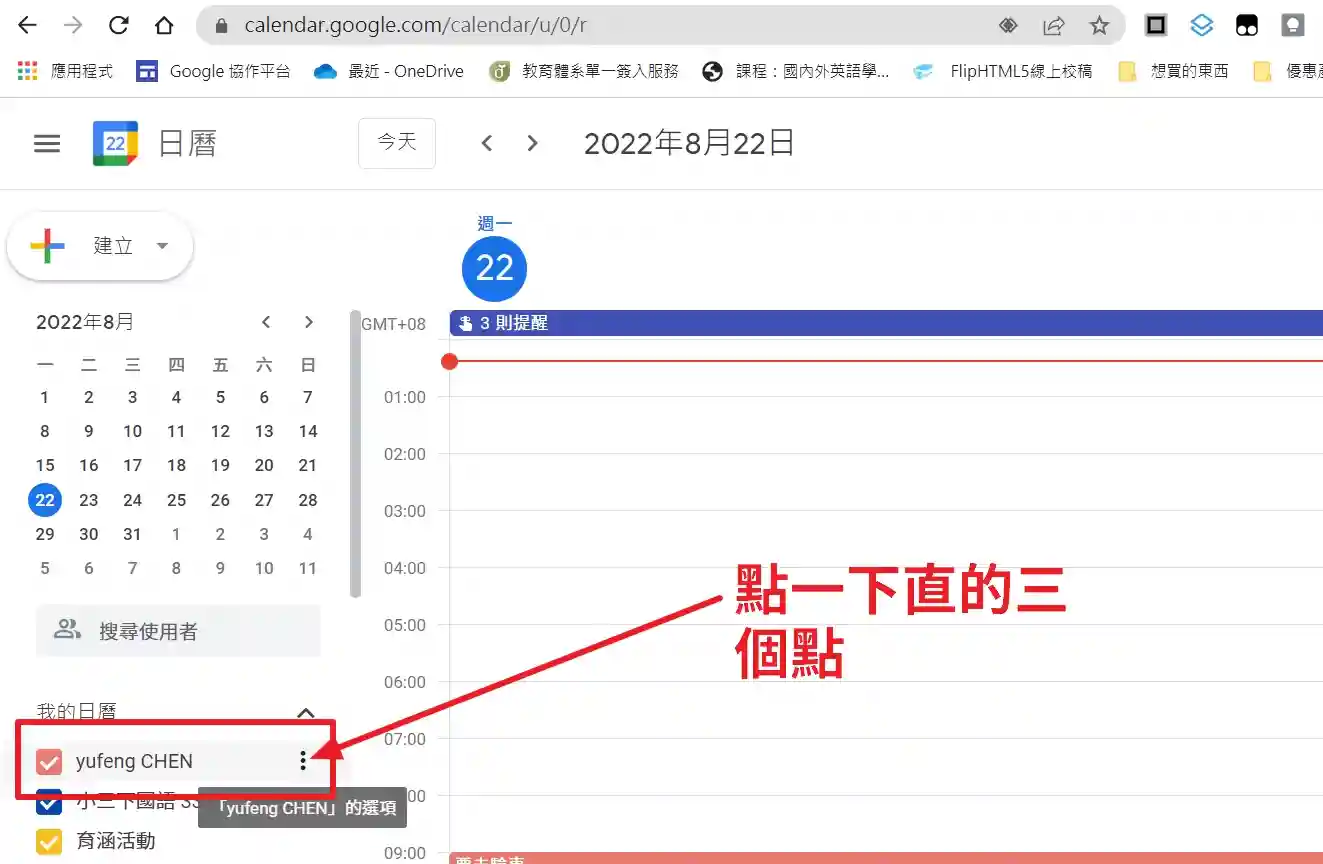 calendar.google.com/calendar/u/0/r
應用程式 Google 協作平台 最近 - OneDrive 教育體系單一簽入服務 課程：國內外英語學... FlipHTML5線上校稿 想買的東西
22 日曆 今天 2022年8月22日
建立
週一
22
2022年8月
GMT+08 3 則提醒
一 二 三 四 五 六 日
1 2 3 4 5 6 7
01:00
8 9 10 11 12 13 14
02:00
15 16 17 18 19 20 21
22 23 24 25 26 27 28
03:00
29 30 31 1 2 3 4
5 6 7 8 9 10 11
04:00
點一下直的三
個點
搜尋使用者
05:00
06:00
我的日曆
07:00
yufeng CHEN
小三下國語
「yufeng CHEN」的選項
:00
育涵活動
09:00